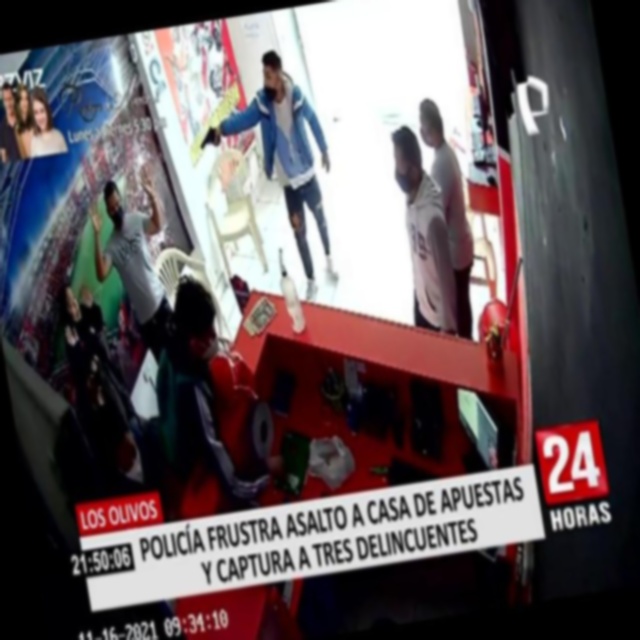 LOS OLIVOS
21:50:06
POLICÍA FRUSTRA ASALTO A CASA DE APUESTAS
Y CAPTURA A TRES DELINCUENTES
24
HORAS
11-16-2021 09:34:10